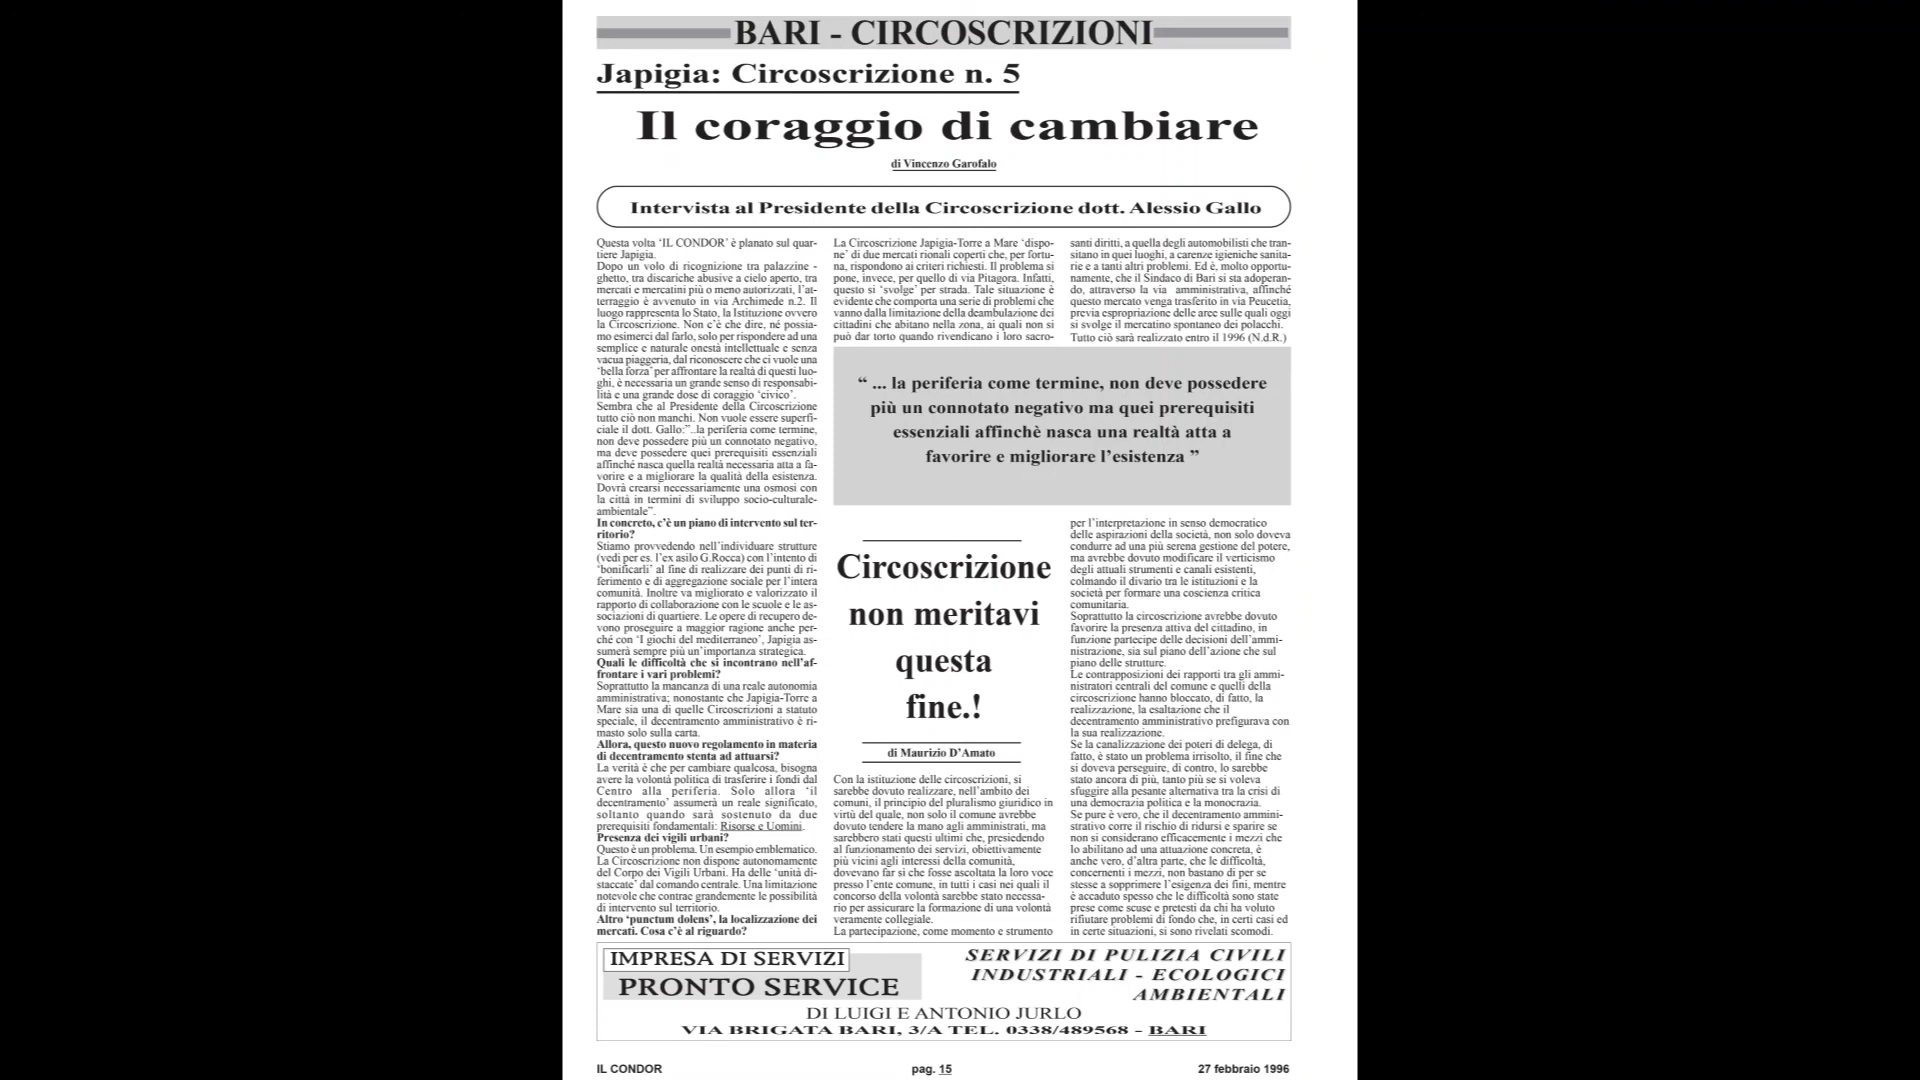 BARI - CIRCOSCRIZIONI
Japigia: Circoscrizione n. 5
Il coraggio di cambiare
di Vincenzo Garofalo
Intervista al Presidente della Circoscrizione dott. Alessio Gallo
Questa volta ‘IL CONDOR’ è planato sul quar-
tiere Japigia.
Dopo un volo di ricognizione tra palazzine -
ghetto, tra discariche abusive a cielo aperto, tra
mercati e mercatini più o meno autorizzati, l’at-
terraggio è avvenuto in via Archimede n.2. Il
luogo rappresenta lo Stato, la Istituzione ovvero
la Circoscrizione. Non c’è che dire, né possia-
mo esimerci dal farlo, solo per rispondere ad una
semplice e naturale onestà intellettuale e senza
vacua piaggeria, dal riconoscere che ci vuole una
‘bella forza’ per affrontare la realtà di questi luo-
ghi, è necessaria un grande senso di responsabi-
lità e una grande dose di coraggio ‘civico’.
Sembra che al Presidente della Circoscrizione
tutto ciò non manchi. Non vuole essere superfi-
ciale il dott. Gallo:”..la periferia come termine,
non deve possedere più un connotato negativo,
ma deve possedere quei prerequisiti essenziali
affinché nasca quella realtà necessaria atta a fa-
vorire e a migliorare la qualità della esistenza.
Dovrà crearsi necessariamente una osmosi con
la città in termini di sviluppo socio-culturale-
ambientale”.
In concreto, c’è un piano di intervento sul ter-
ritorio?
Stiamo provvedendo nell’individuare strutture
(vedi per es. l’ex asilo G.Rocca) con l’intento di
‘bonificarli’ al fine di realizzare dei punti di ri-
ferimento e di aggregazione sociale per l’intera
comunità. Inoltre va migliorato e valorizzato il
rapporto di collaborazione con le scuole e le as-
sociazioni di quartiere. Le opere di recupero de-
vono proseguire a maggior ragione anche per-
ché con ‘I giochi del mediterraneo’, Japigia as-
sumerà sempre più un’importanza strategica.
Quali le difficoltà che si incontrano nell’af-
frontare i vari problemi?
Soprattutto la mancanza di una reale autonomia
amministrativa; nonostante che Japigia-Torre a
Mare sia una di quelle Circoscrizioni a statuto
speciale, il decentramento amministrativo è ri-
masto solo sulla carta.
Allora, questo nuovo regolamento in materia
di decentramento stenta ad attuarsi?
La verità è che per cambiare qualcosa, bisogna
avere la volontà politica di trasferire i fondi dal
Centro alla periferia. Solo allora ‘il
decentramento’ assumerà un reale significato,
soltanto quando sarà sostenuto da due
prerequisiti fondamentali: Risorse e Uomini.
Presenza dei vigili urbani?
Questo è un problema. Un esempio emblematico.
La Circoscrizione non dispone autonomamente
del Corpo dei Vigili Urbani. Ha delle ‘unità di-
staccate’ dal comando centrale. Una limitazione
notevole che contrae grandemente le possibilità
di intervento sul territorio.
Altro ‘punctum dolens’, la localizzazione dei
mercati. Cosa c’è al riguardo?
La Circoscrizione Japigia-Torre a Mare ‘dispo-
ne’ di due mercati rionali coperti che, per fortu-
na, rispondono ai criteri richiesti. Il problema si
pone, invece, per quello di via Pitagora. Infatti,
questo si ‘svolge’ per strada. Tale situazione è
evidente che comporta una serie di problemi che
vanno dalla limitazione della deambulazione dei
cittadini che abitano nella zona, ai quali non si
può dar torto quando rivendicano i loro sacro-
santi diritti, a quella degli automobilisti che tran-
sitano in quei luoghi, a carenze igieniche sanita-
rie e a tanti altri problemi. Ed è, molto opportu-
namente, che il Sindaco di Bari si sta adoperan-
do, attraverso la via amministrativa, affinché
questo mercato venga trasferito in via Peucetia,
previa espropriazione delle aree sulle quali oggi
si svolge il mercatino spontaneo dei polacchi.
Tutto ciò sarà realizzato entro il 1996 (N.d.R.)
“ ... la periferia come termine, non deve possedere
più un connotato negativo ma quei prerequisiti
essenziali affinchè nasca una realtà atta a
favorire e migliorare l’esistenza ”
Circoscrizione
non meritavi
questa
fine.!
di Maurizio D’Amato
Con la istituzione delle circoscrizioni, si
sarebbe dovuto realizzare, nell’ambito dei
comuni, il principio del pluralismo giuridico in
virtù del quale, non solo il comune avrebbe
dovuto tendere la mano agli amministrati, ma
sarebbero stati questi ultimi che, presiedendo
al funzionamento dei servizi, obiettivamente
più vicini agli interessi della comunità,
dovevano far sì che fosse ascoltata la loro voce
presso l’ente comune, in tutti i casi nei quali il
concorso della volontà sarebbe stato necessa-
rio per assicurare la formazione di una volontà
veramente collegiale.
La partecipazione, come momento e strumento
per l’interpretazione in senso democratico
delle aspirazioni della società, non solo doveva
condurre ad una più serena gestione del potere,
ma avrebbe dovuto modificare il verticismo
degli attuali strumenti e canali esistenti,
colmando il divario tra le istituzioni e la
società per formare una coscienza critica
comunitaria.
Soprattutto la circoscrizione avrebbe dovuto
favorire la presenza attiva del cittadino, in
funzione partecipe delle decisioni dell’ammi-
nistrazione, sia sul piano dell’azione che sul
piano delle strutture.
Le contrapposizioni dei rapporti tra gli ammi-
nistratori centrali del comune e quelli della
circoscrizione hanno bloccato, di fatto, la
realizzazione, la esaltazione che il
decentramento amministrativo prefigurava con
la sua realizzazione.
Se la canalizzazione dei poteri di delega, di
fatto, è stato un problema irrisolto, il fine che
si doveva perseguire, di contro, lo sarebbe
stato ancora di più, tanto più se si voleva
sfuggire alla pesante alternativa tra la crisi di
una democrazia politica e la monocrazia.
Se pure è vero, che il decentramento ammini-
strativo corre il rischio di ridursi e sparire se
non si considerano efficacemente i mezzi che
lo abilitano ad una attuazione concreta, è
anche vero, d’altra parte, che le difficoltà,
concernenti i mezzi, non bastano di per se
stesse a sopprimere l’esigenza dei fini, mentre
è accaduto spesso che le difficoltà sono state
prese come scuse e pretesti da chi ha voluto
rifiutare problemi di fondo che, in certi casi ed
in certe situazioni, si sono rivelati scomodi.
IMPRESA DI SERVIZI
PRONTO SERVICE
SERVIZI DI PULIZIA CIVILI
INDUSTRIALI - ECOLOGICI
AMBIENTALI
DI LUIGI E ANTONIO JURLO
VIA BRIGATA BARI, 3/A TEL. 0338/489568 - BARI
IL CONDOR
pag. 15
27 febbraio 1996